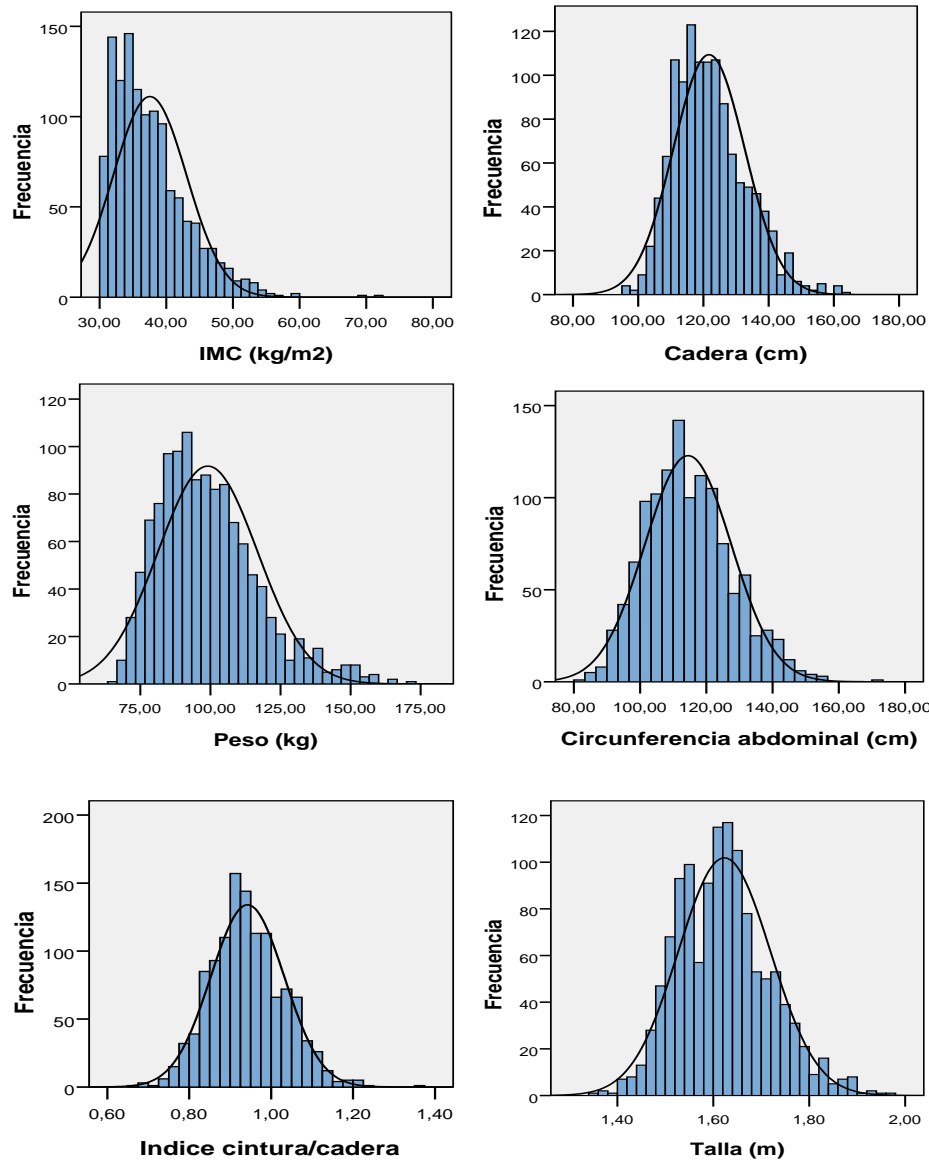 150
100
50
0
Frecuencia
30,00 40,00 50,00 60,00 70,00 80,00
IMC (kg/m2)
120
100
80
60
40
20
0
Frecuencia
80,00 100,00 120,00 140,00 160,00 180,00
Cadera (cm)
120
100
80
60
40
20
0
Frecuencia
75,00 100,00 125,00 150,00 175,00
Peso (kg)
150
100
50
0
Frecuencia
80,00 100,00 120,00 140,00 160,00 180,00
Circunferencia abdominal (cm)
200
150
100
50
0
Frecuencia
0,60 0,80 1,00 1,20 1,40
Indice cintura/cadera
120
100
80
60
40
20
0
Frecuencia
1,40 1,60 1,80 2,00
Talla (m)